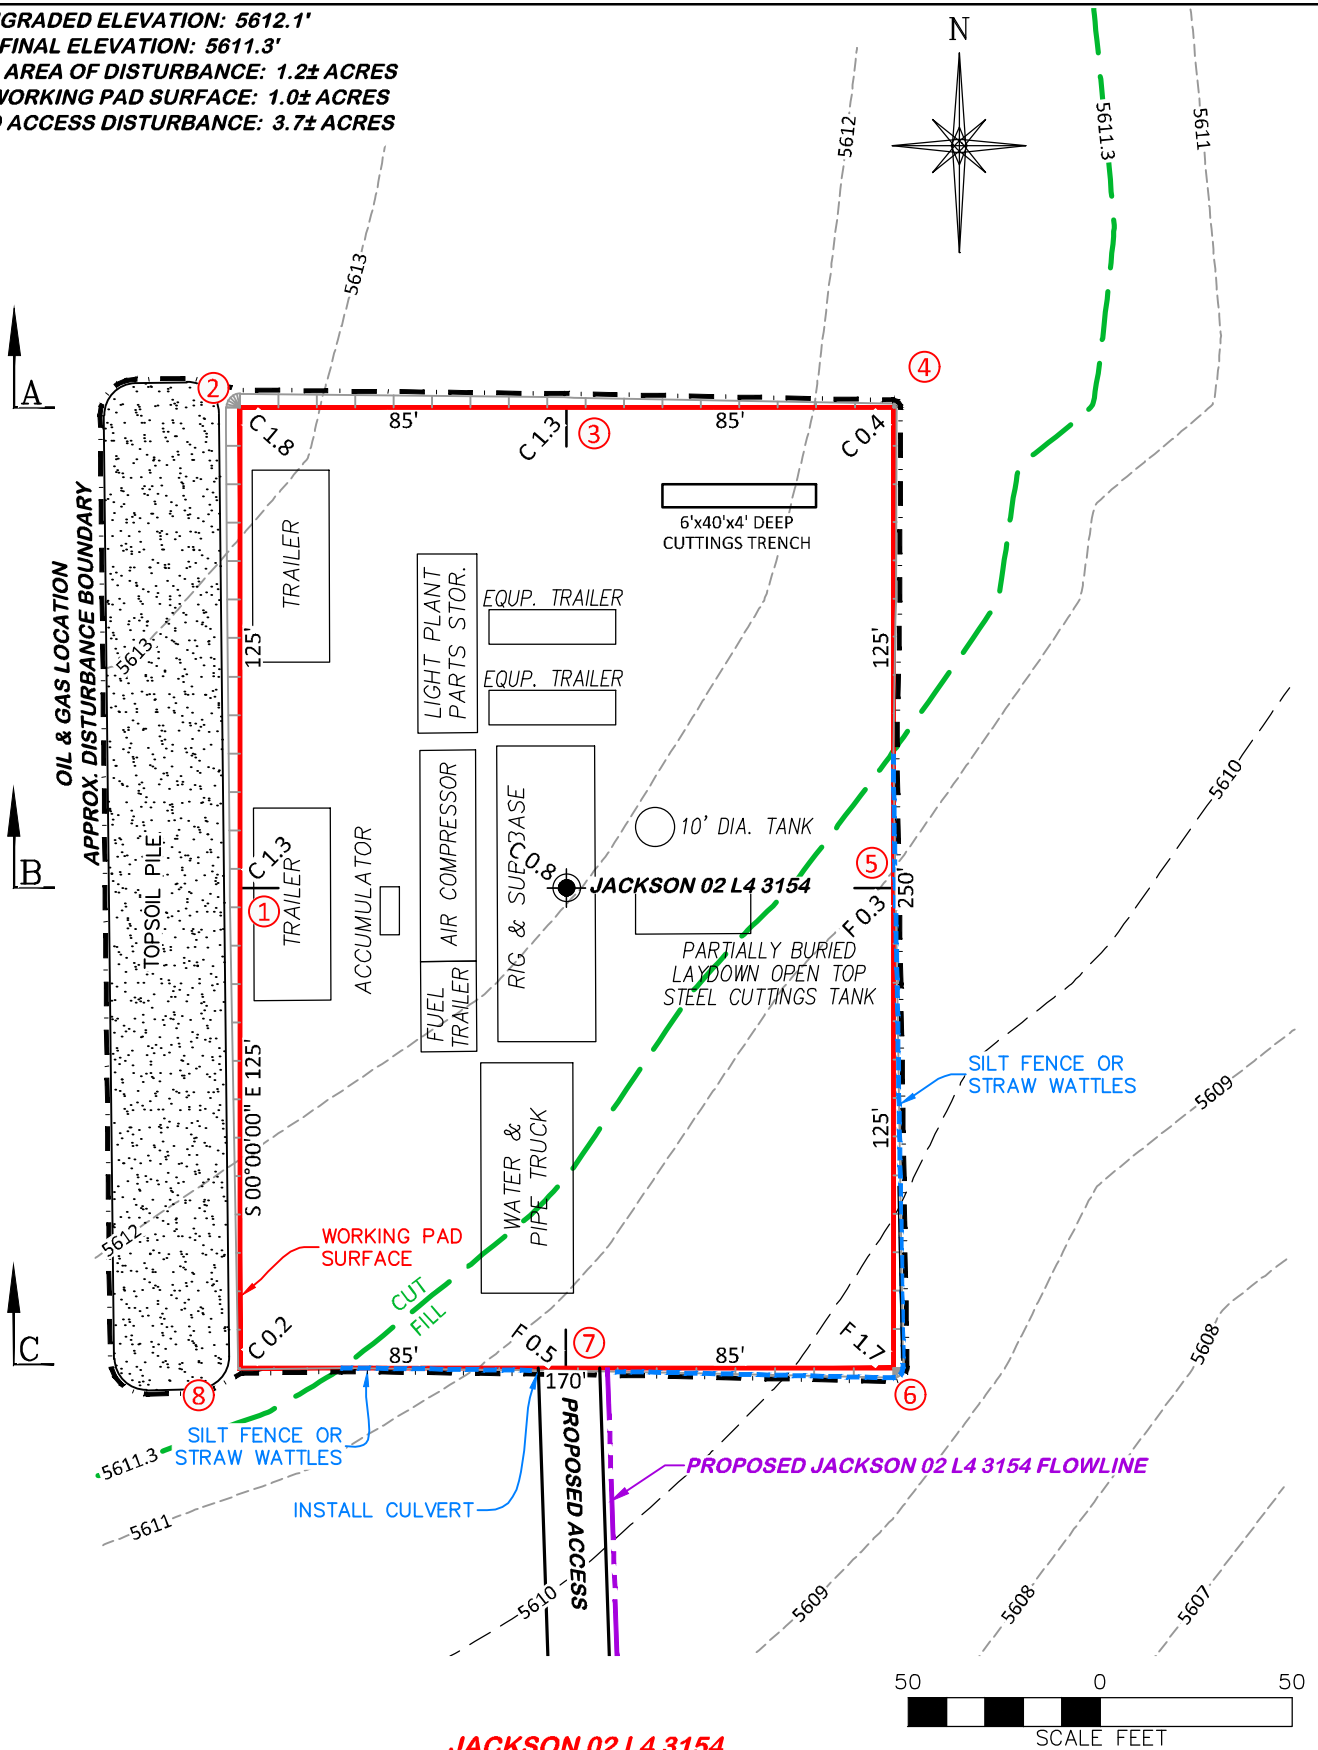 GRADED ELEVATION: 5612.1'
FINAL ELEVATION: 5611.3'
AREA OF DISTURBANCE: 1.2± ACRES
WORKING PAD SURFACE: 1.0± ACRES
ACCESS DISTURBANCE: 3.7± ACRES
N
5612
5611.3
5611
5613
A
2
4
C 1.8
85'
C 1.3
3
85'
C 0.4
6'x40'x4' DEEP
CUTTINGS TRENCH
TRAILER
LIGHT PLANT
PARTS STOR.
EQUP. TRAILER
EQUP. TRAILER
OIL & GAS LOCATION
APPROX. DISTURBANCE BOUNDARY
5613
125'
125'
5610
B
TOPSOIL PILE
C 1.3
1
TRAILER
ACCUMULATOR
AIR COMPRESSOR
FUEL
TRAILER
RIG & SUP BASE
C 0.8
10' DIA. TANK
JACKSON 02 L4 3154
5
250'
F 0.3
PARTIALLY BURIED
LAYDOWN OPEN TOP
STEEL CUTTINGS TANK
S 00°00'00" E 125'
WATER &
PIPE TRUCK
125'
SILT FENCE OR
STRAW WATTLES
5609
5612
WORKING PAD
SURFACE
CUT
FILL
C
C 0.2
85'
F 0.5
7
85'
F 1.7
5608
170'
8
6
SILT FENCE OR
STRAW WATTLES
5611.3
PROPOSED ACCESS
PROPOSED JACKSON 02 L4 3154 FLOWLINE
INSTALL CULVERT
5611
5610
5609
5608
5607
50 0 50
SCALE FEET
JACKSON 02 L4 3154